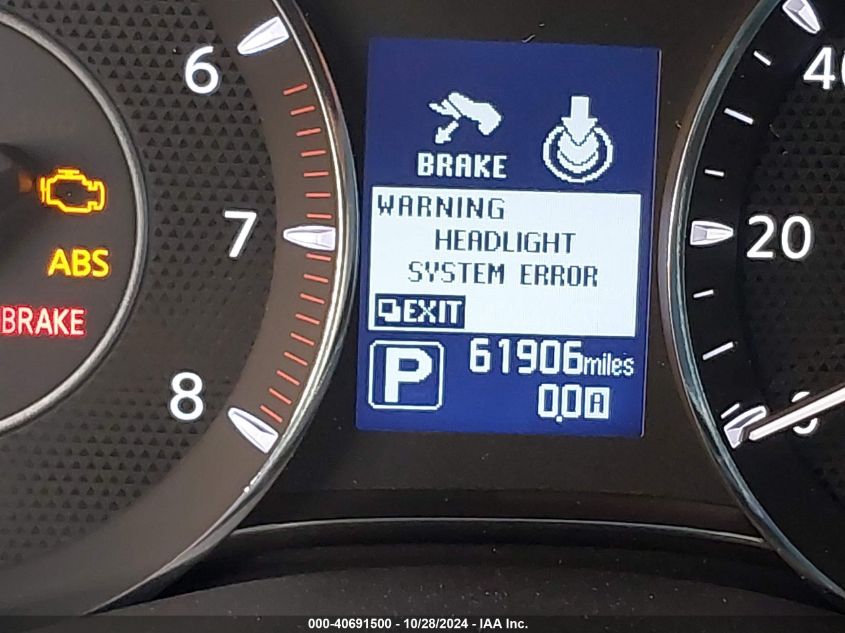 6
7
8
ABS
BRAKE
BRAKE
WARNING
HEADLIGHT
SYSTEM ERROR
EXIT
P
61906miles
0.0 A
40
20
000-40691500 - 10/28/2024 - IAA Inc.